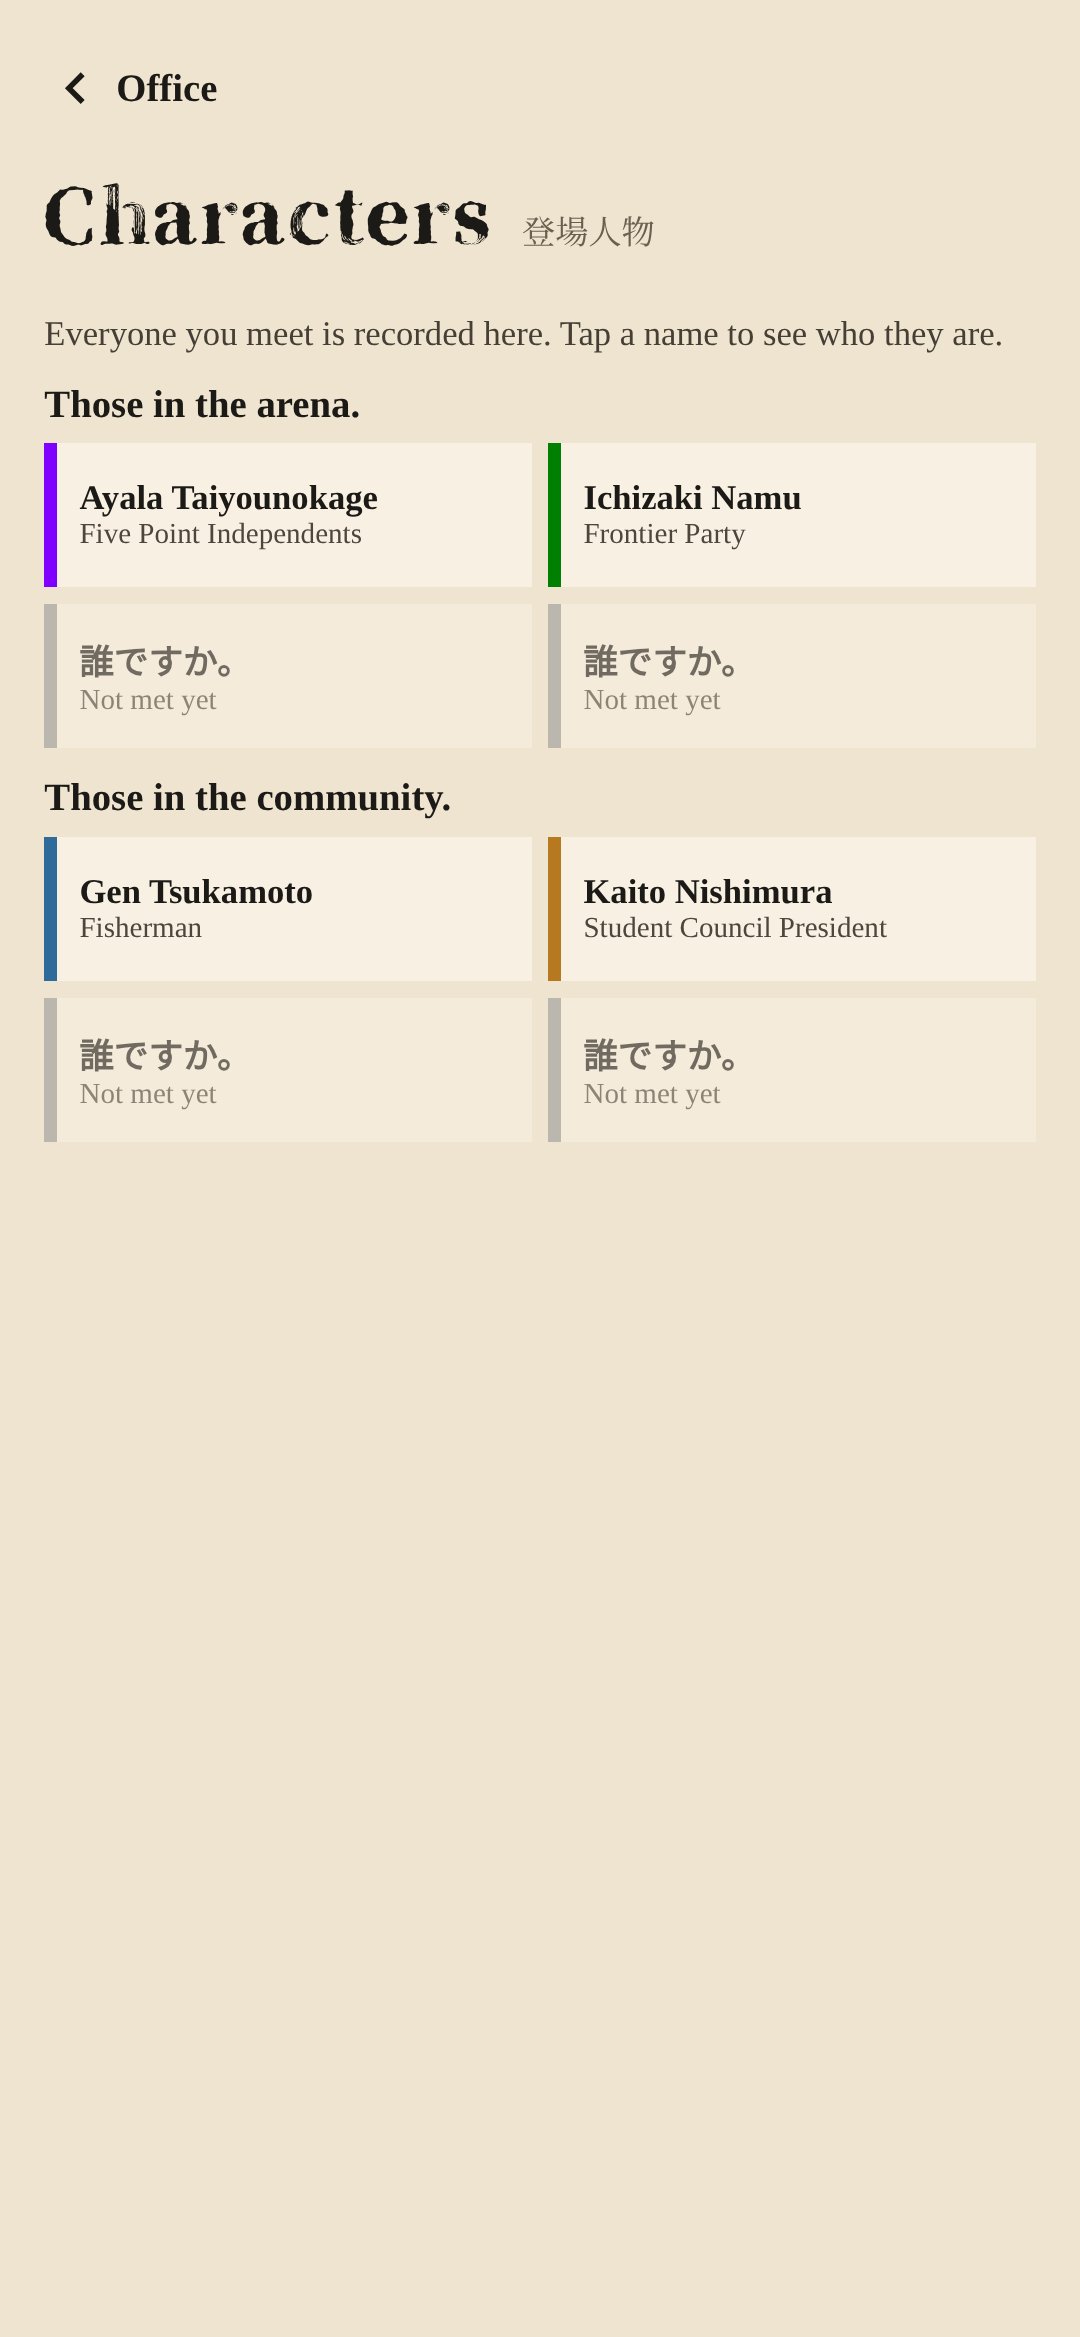 Office
Characters 登場人物
Everyone you meet is recorded here. Tap a name to see who they are.
Those in the arena.
Ayala Taiyounokage
Five Point Independents
Ichizaki Namu
Frontier Party
誰ですか。
Not met yet
誰ですか。
Not met yet
Those in the community.
Gen Tsukamoto
Fisherman
Kaito Nishimura
Student Council President
誰ですか。
Not met yet
誰ですか。
Not met yet